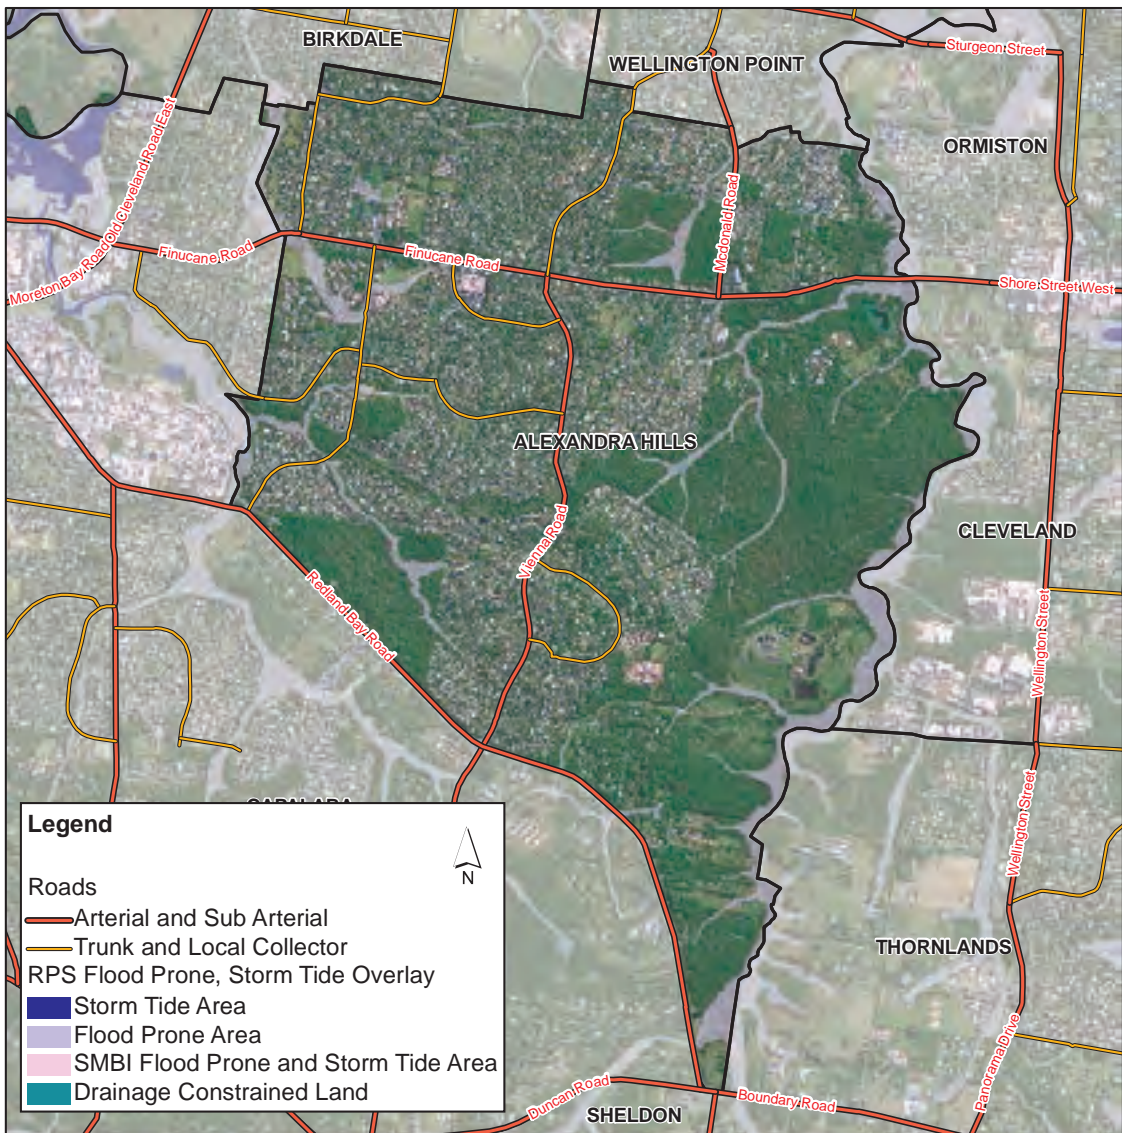 BIRKDALE
WELLINGTON POINT
Sturgeon Street
ORMISTON
Old Cleveland Road East
Moreton Bay Road
Finucane Road
Finucane Road
Mcdonald Road
Shore Street West
ALEXANDRA HILLS
CLEVELAND
Vienna Road
Redland Bay Road
Wellington Street
CAPALABA
Wellington Street
THORNLANDS
Panorama Drive
Duncan Road
Boundary Road
SHELDON
Legend
N
Roads
Arterial and Sub Arterial
Trunk and Local Collector
RPS Flood Prone, Storm Tide Overlay
Storm Tide Area
Flood Prone Area
SMBI Flood Prone and Storm Tide Area
Drainage Constrained Land